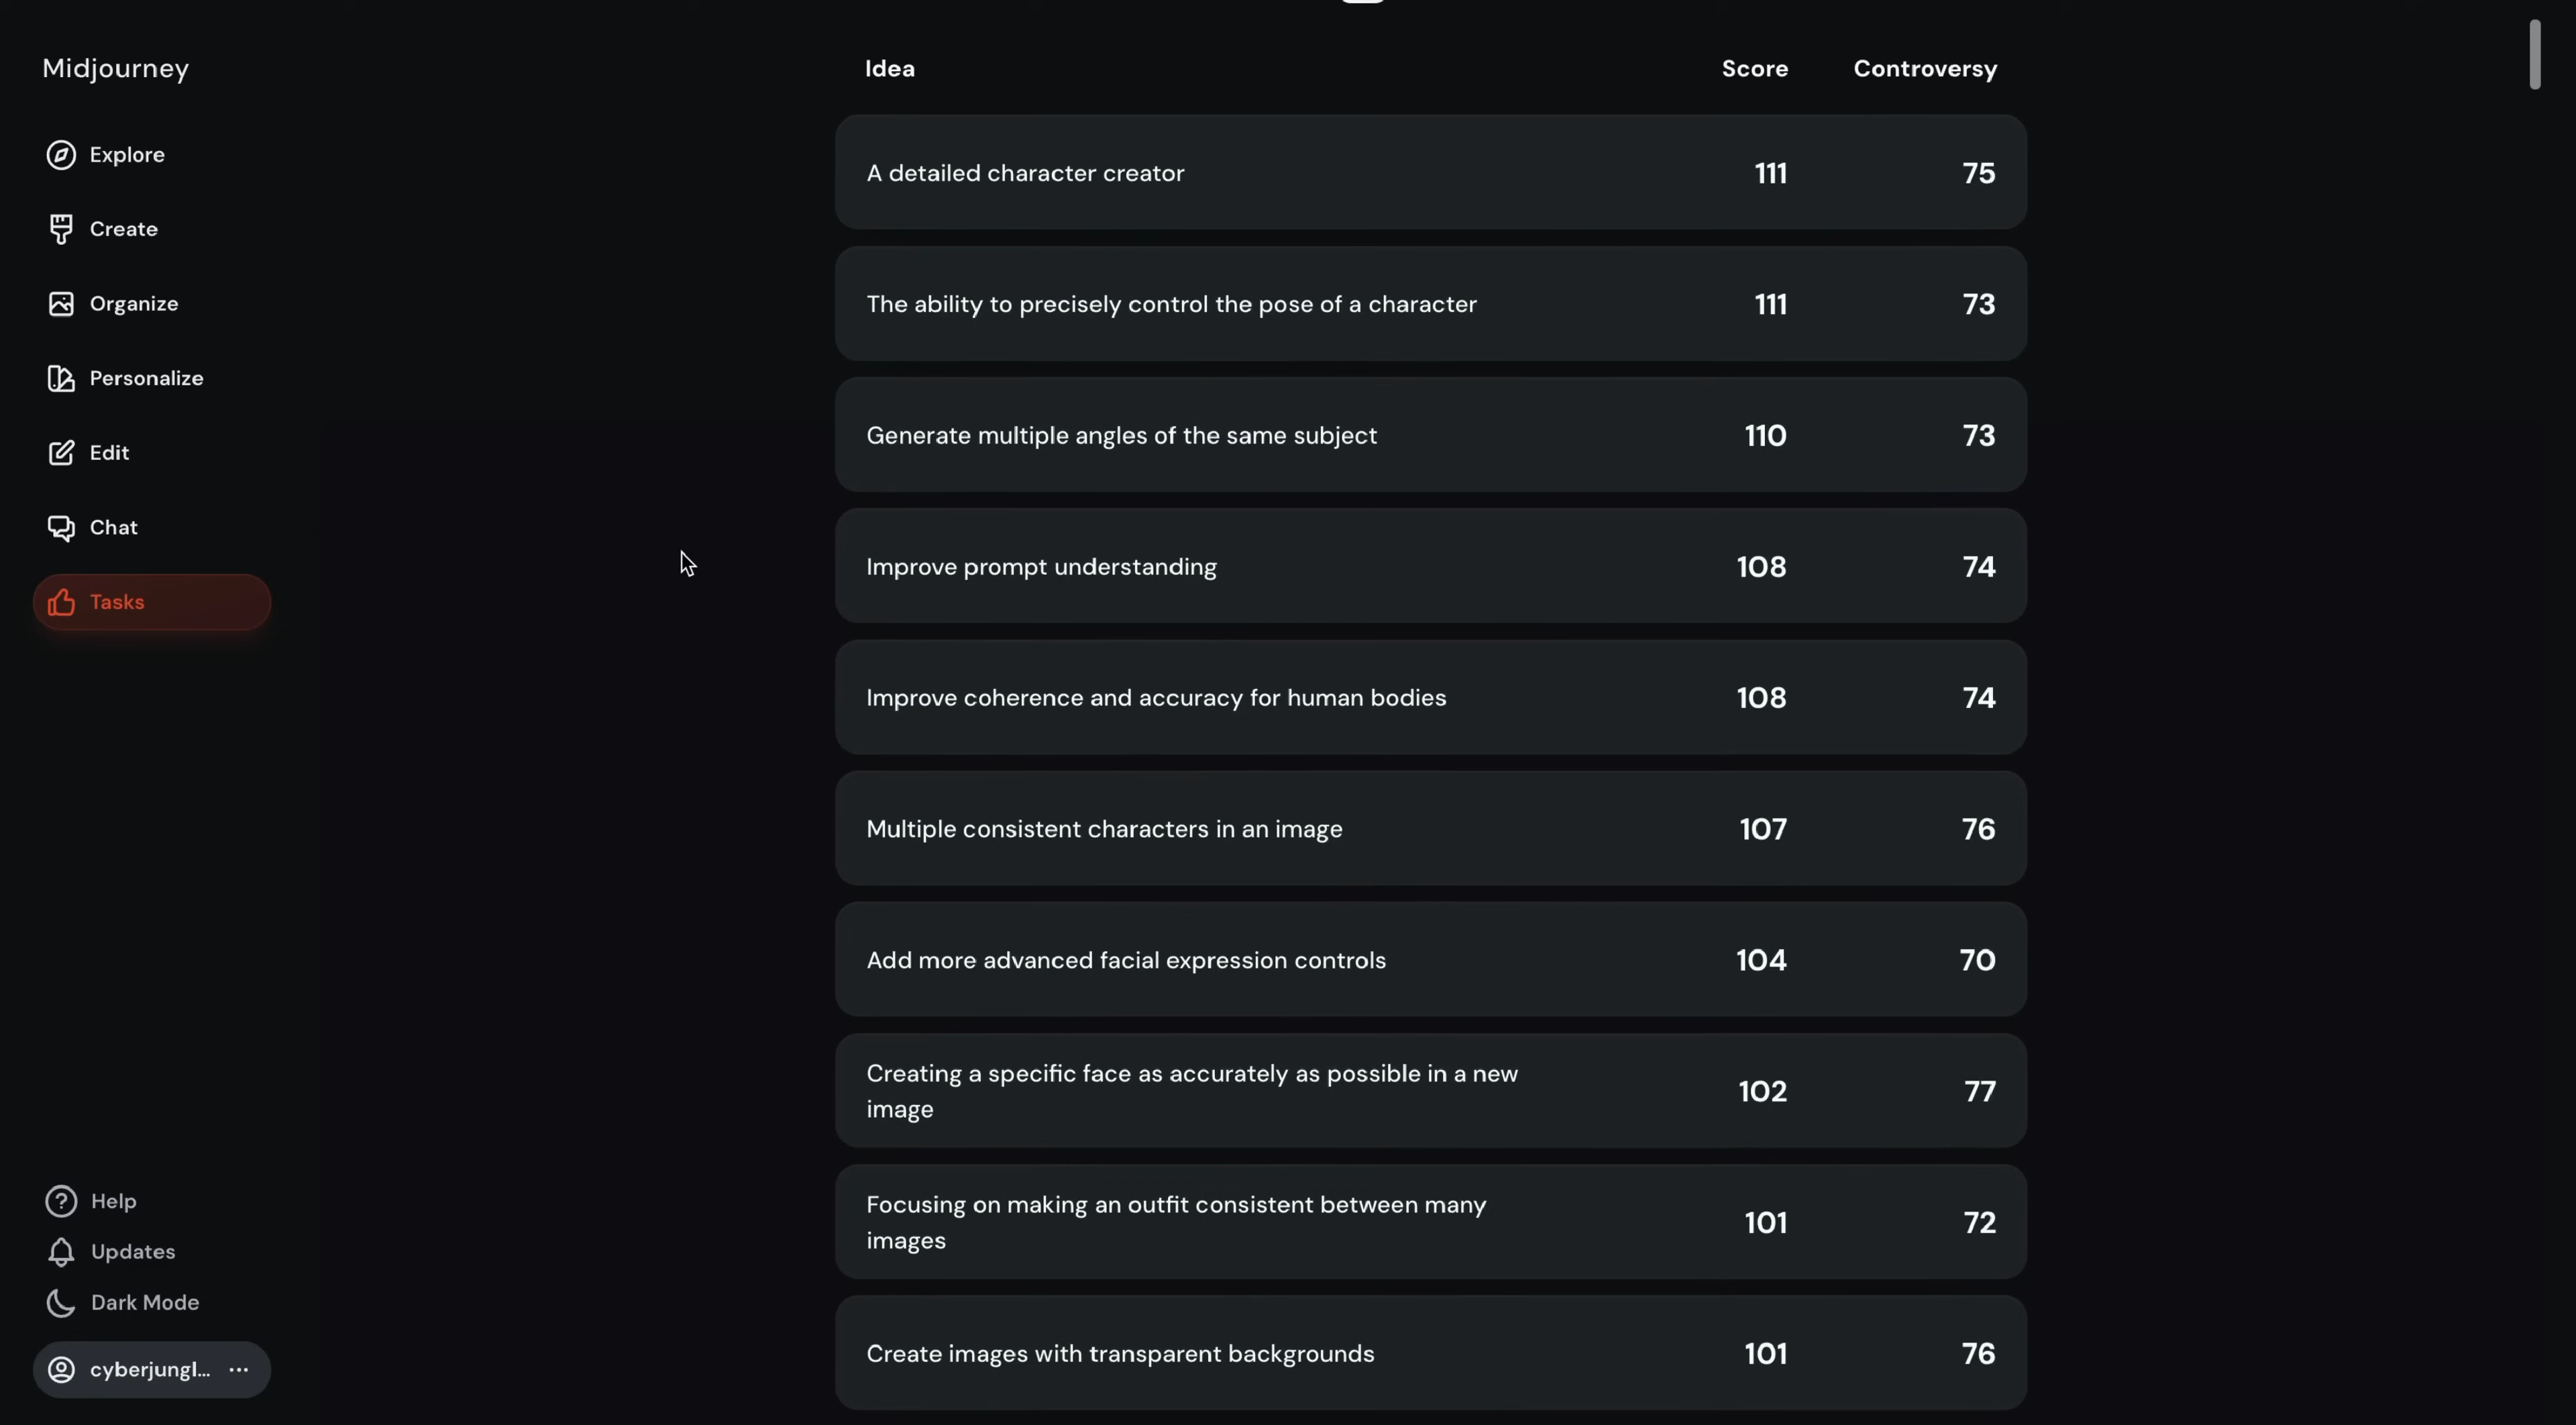 Midjourney
Explore
Create
Organize
Personalize
Edit
Chat
Tasks
Help
Updates
Dark Mode
cyberjungl...
Idea Score Controversy
A detailed character creator 111 75
The ability to precisely control the pose of a character 111 73
Generate multiple angles of the same subject 110 73
Improve prompt understanding 108 74
Improve coherence and accuracy for human bodies 108 74
Multiple consistent characters in an image 107 76
Add more advanced facial expression controls 104 70
Creating a specific face as accurately as possible in a new
image 102 77
Focusing on making an outfit consistent between many
images 101 72
Create images with transparent backgrounds 101 76